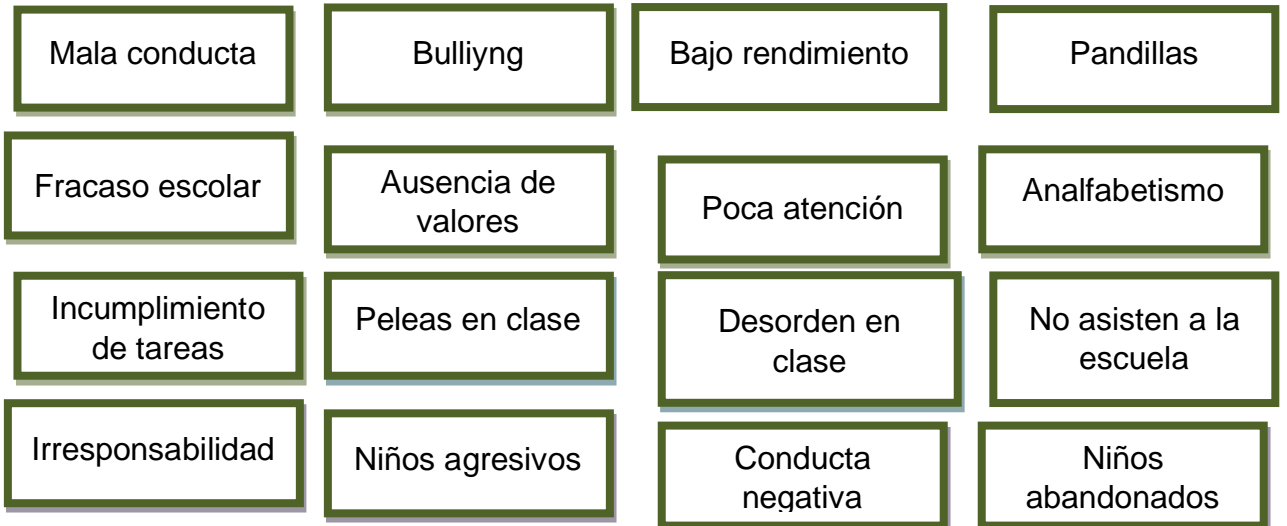 Mala conducta
Bulliyng
Bajo rendimiento
Pandillas
Fracaso escolar
Ausencia de
valores
Poca atención
Analfabetismo
Incumplimiento
de tareas
Peleas en clase
Desorden en
clase
No asisten a la
escuela
Irresponsabilidad
Niños agresivos
Conducta
negativa
Niños
abandonados